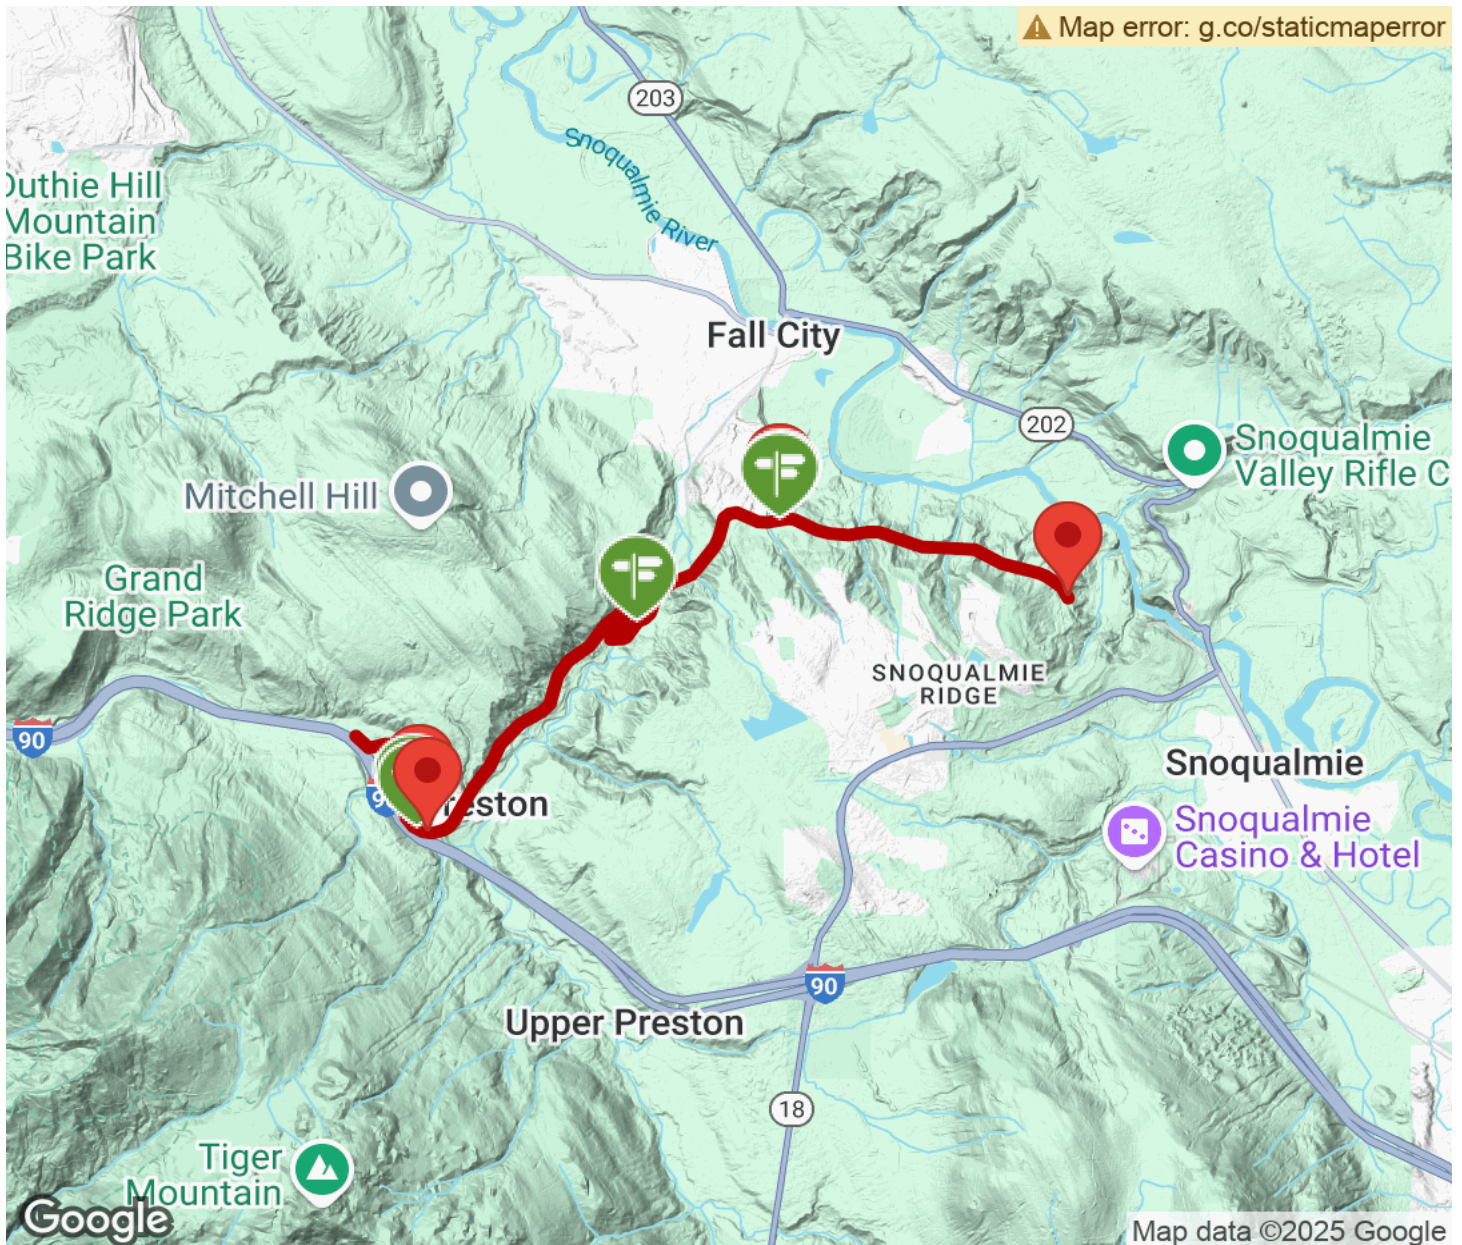 Map error: g.co/staticmaperror
203
Snoqualmie River
Duthie Hill
Mountain
Bike Park
Fall City
202
Snoqualmie
Valley Rifle C
Mitchell Hill
Grand
Ridge Park
SNOQUALMIE
RIDGE
90
9
Preston
Snoqualmie
Snoqualmie
Casino & Hotel
90
Upper Preston
18
Tiger
Mountain
Google
Map data ©2025 Google